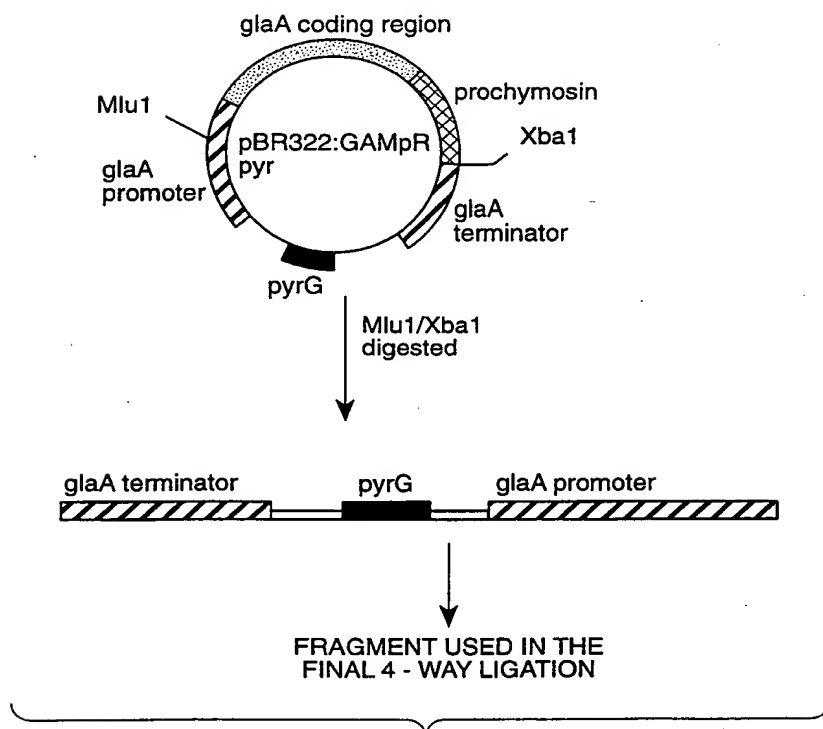 glaA coding region
Mlu1
prochymosin
pBR322:GAMpR
pyr
Xba1
glaA
promoter
glaA
terminator
pyrG
Mlu1/Xba1
digested
glaA terminator
pyrG
glaA promoter
FRAGMENT USED IN THE
FINAL 4 - WAY LIGATION